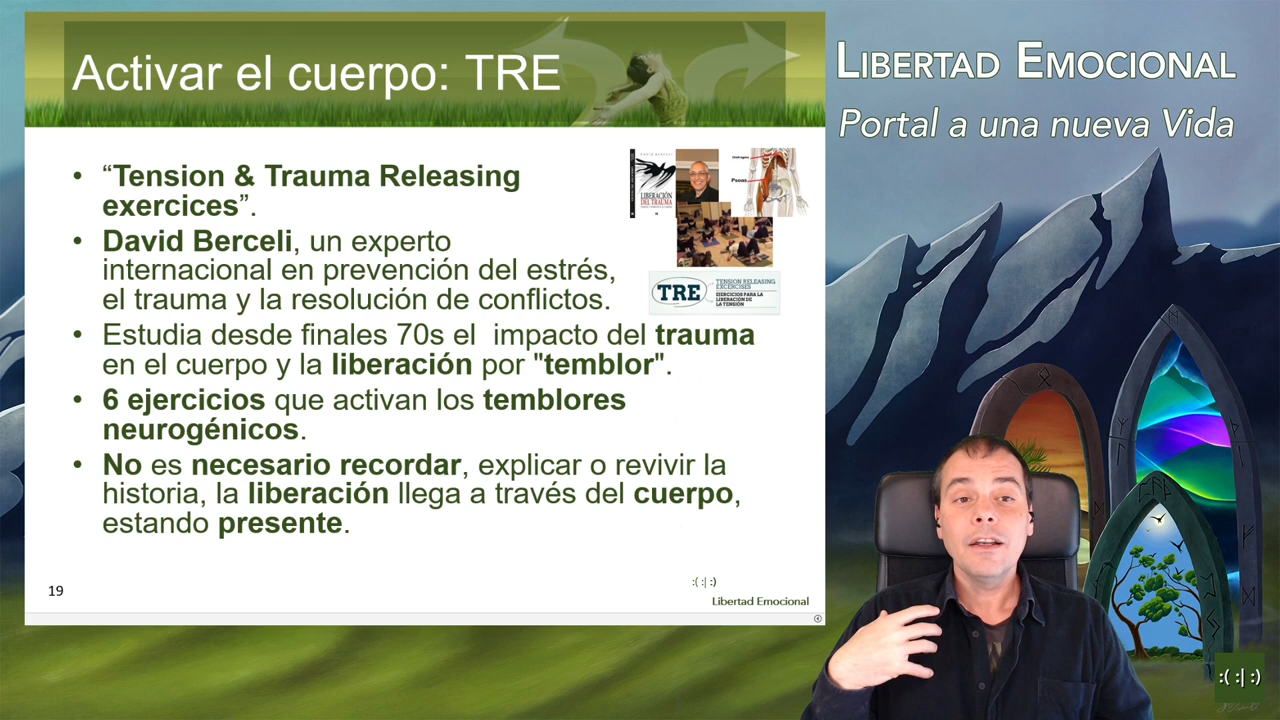 Activar el cuerpo: TRE
LIBERTAD EMOCIONAL
Portal a una nueva Vida
• “Tension & Trauma Releasing
exercices”.
• David Berceli, un experto
internacional en prevención del estrés,
el trauma y la resolución de conflictos.
• Estudia desde finales 70s el impacto del trauma
en el cuerpo y la liberación por "temblor".
• 6 ejercicios que activan los temblores
neurogénicos.
• No es necesario recordar, explicar o revivir la
historia, la liberación llega a través del cuerpo,
estando presente.
DAVID BERCELI
LIBERACIÓN
DEL TRAUMA
Psoas
TRE
TENSION RELEASING
EXCERCISES
EJERCICIOS PARA LA
LIBERACIÓN DE
LA TENSIÓN
19
:( :| :)
Libertad Emocional
:( :| :)